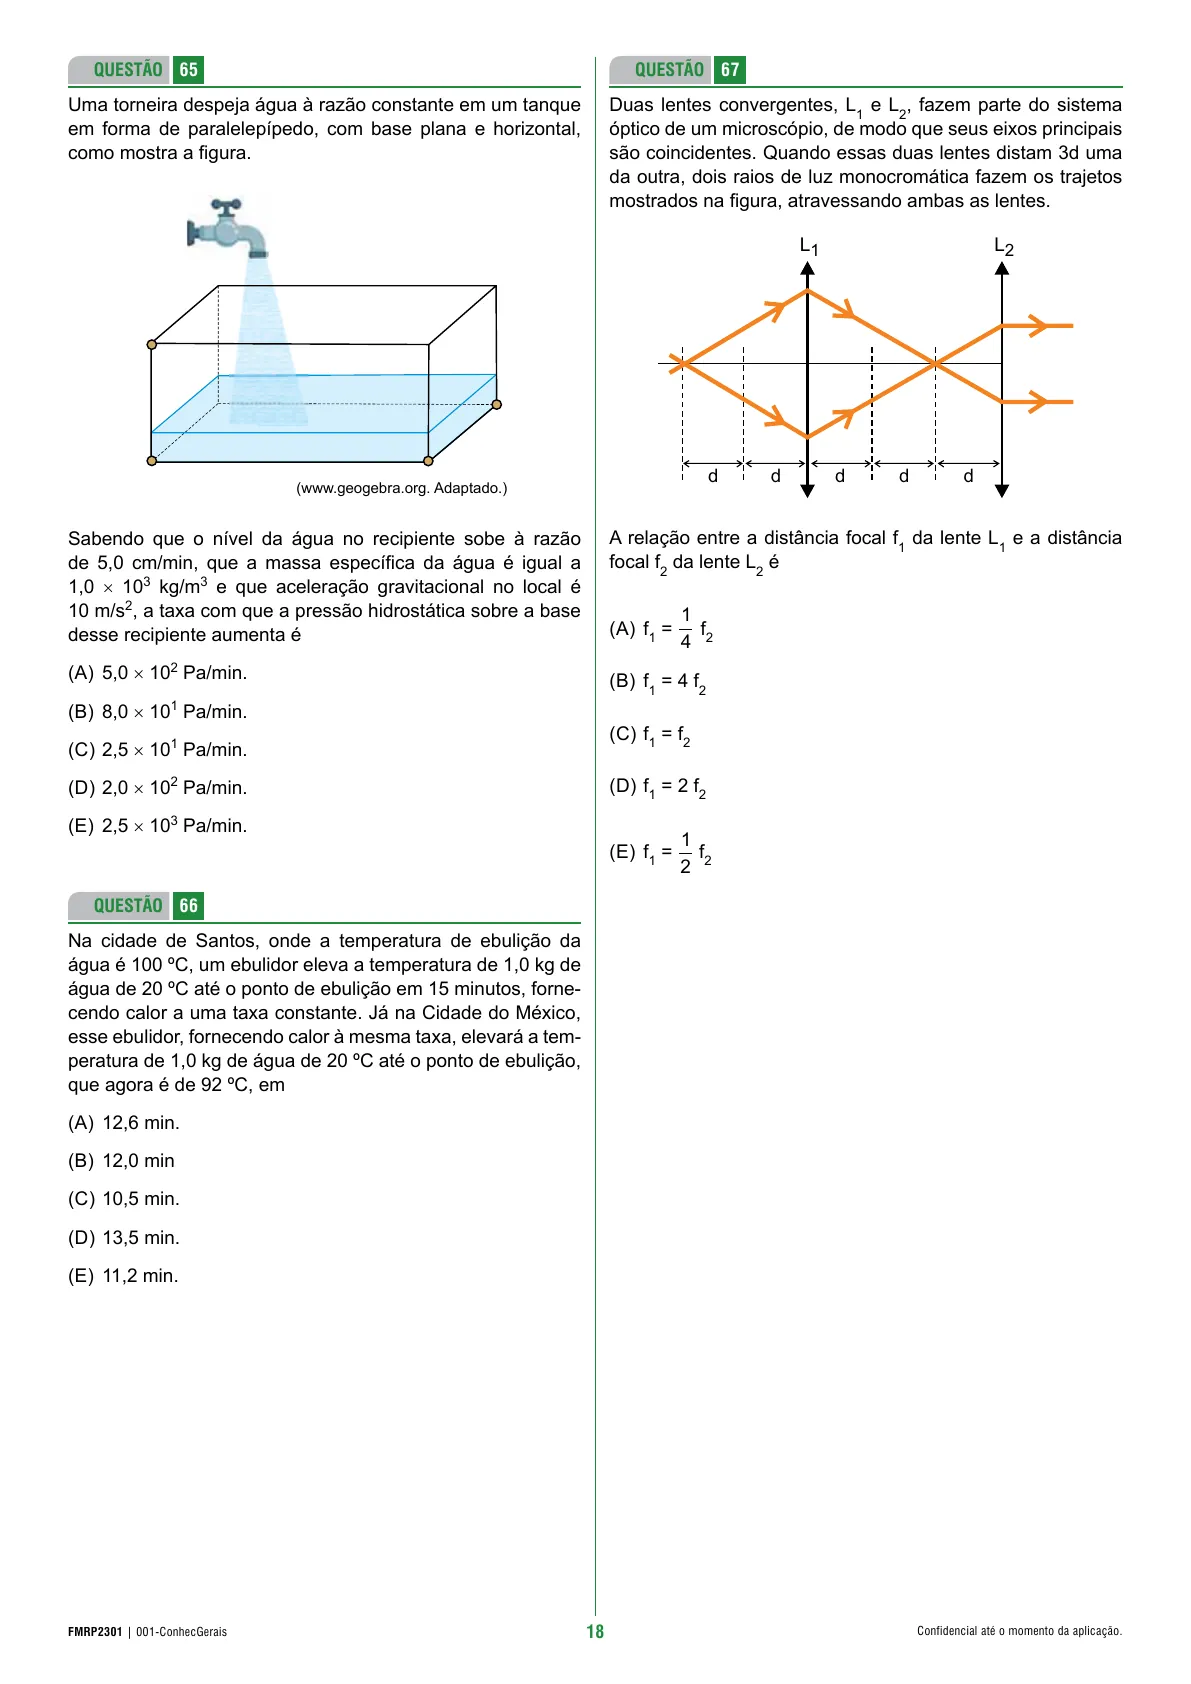 QUESTÃO 65
Uma torneira despeja água à razão constante em um tanque
em forma de paralelepípedo, com base plana e horizontal,
como mostra a figura.
(www.geogebra.org. Adaptado.)
Sabendo que o nível da água no recipiente sobe à razão
de 5,0 cm/min, que a massa específica da água é igual a
1,0 × 10³ kg/m³ e que aceleração gravitacional no local é
10 m/s², a taxa com que a pressão hidrostática sobre a base
desse recipiente aumenta é
(A) 5,0 × 10² Pa/min.
(B) 8,0 × 10¹ Pa/min.
(C) 2,5 × 10¹ Pa/min.
(D) 2,0 × 10² Pa/min.
(E) 2,5 × 10³ Pa/min.
QUESTÃO 66
Na cidade de Santos, onde a temperatura de ebulição da
água é 100 ºC, um ebulidor eleva a temperatura de 1,0 kg de
água de 20 ºC até o ponto de ebulição em 15 minutos, forne-
cendo calor a uma taxa constante. Já na Cidade do México,
esse ebulidor, fornecendo calor à mesma taxa, elevará a tem-
peratura de 1,0 kg de água de 20 ºC até o ponto de ebulição,
que agora é de 92 ºC, em
(A) 12,6 min.
(B) 12,0 min
(C) 10,5 min.
(D) 13,5 min.
(E) 11,2 min.
QUESTÃO 67
Duas lentes convergentes, L₁ e L₂, fazem parte do sistema
óptico de um microscópio, de modo que seus eixos principais
são coincidentes. Quando essas duas lentes distam 3d uma
da outra, dois raios de luz monocromática fazem os trajetos
mostrados na figura, atravessando ambas as lentes.
L₁ L₂
d d d d d
A relação entre a distância focal f₁ da lente L₁ e a distância
focal f₂ da lente L₂ é
(A) f₁ = 1/4 f₂
(B) f₁ = 4 f₂
(C) f₁ = f₂
(D) f₁ = 2 f₂
(E) f₁ = 1/2 f₂
FMRP2301 | 001-ConhecGerais
18
Confidencial até o momento da aplicação.